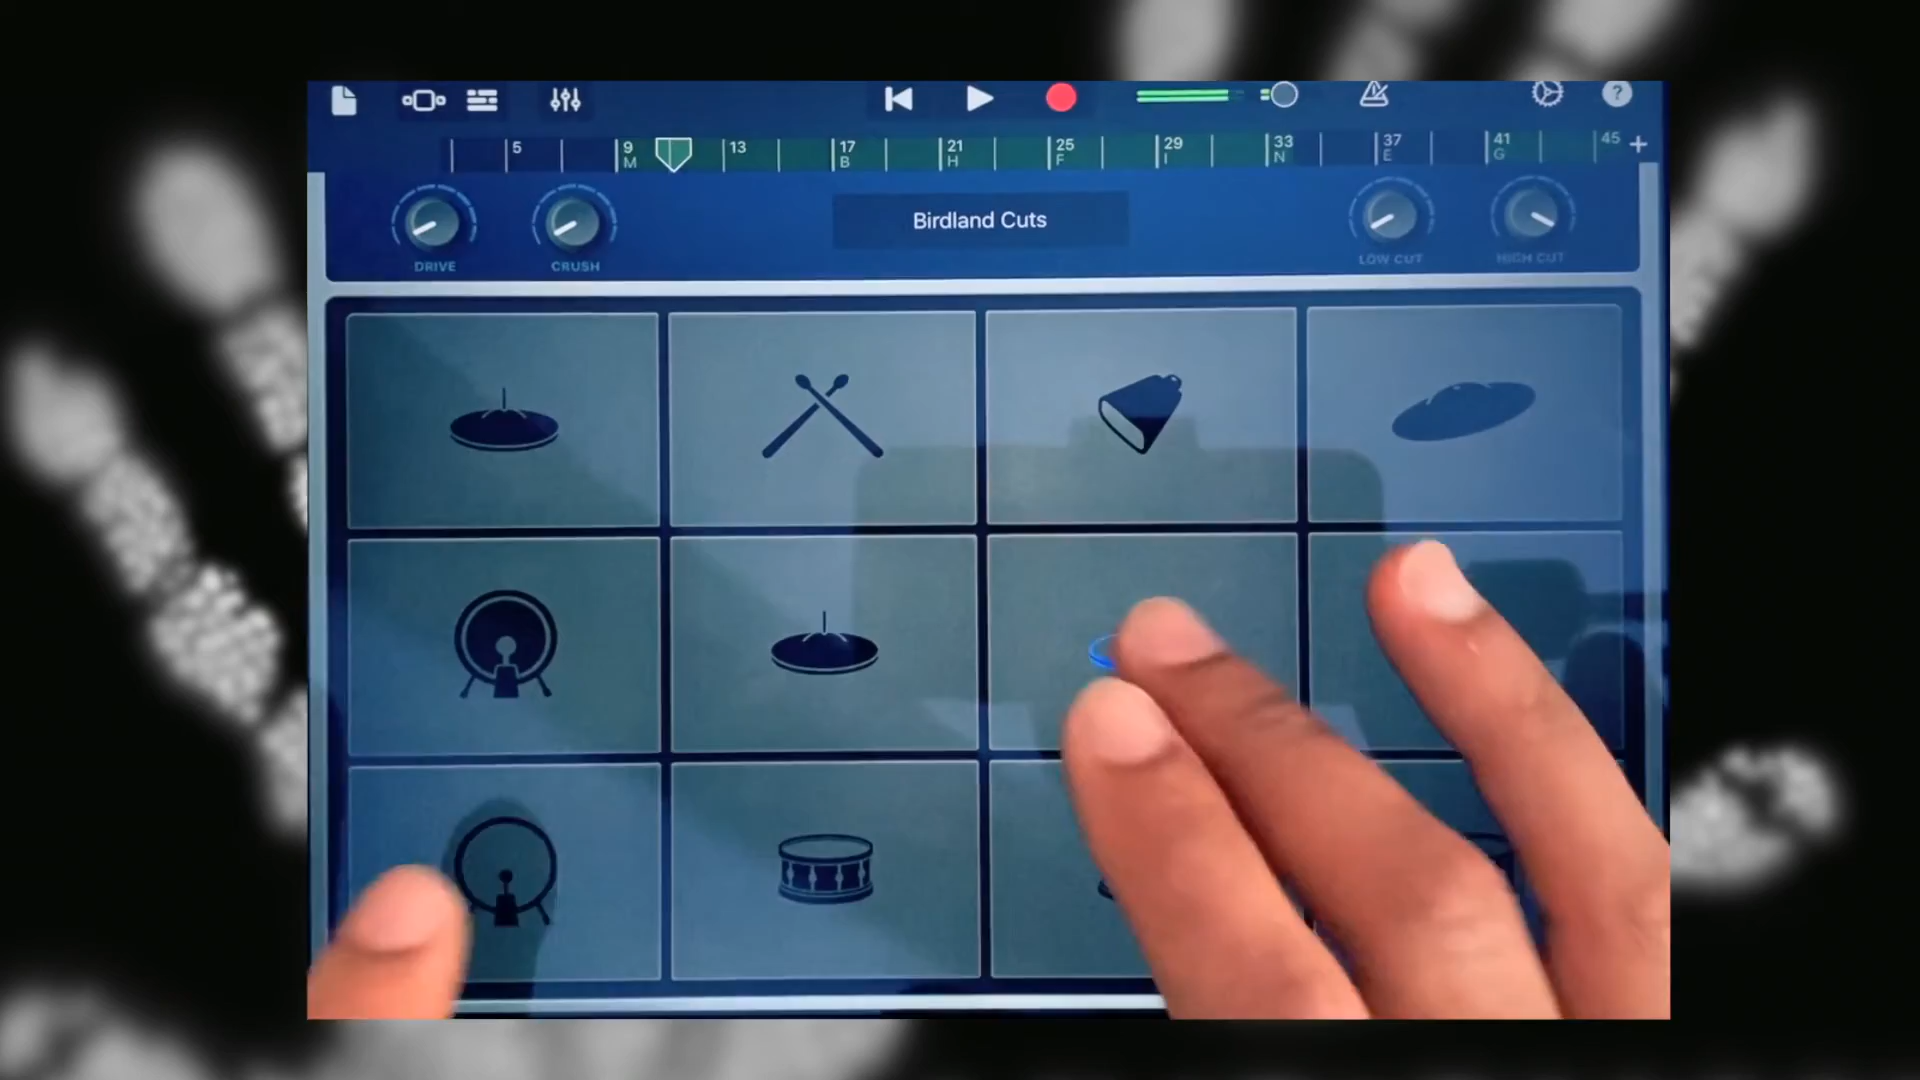 ?
5 9 13 17 21 25 29 33 37 41 45 +
M B H F I N E G
Birdland Cuts
DRIVE CRUSH LOW CUT HIGH CUT